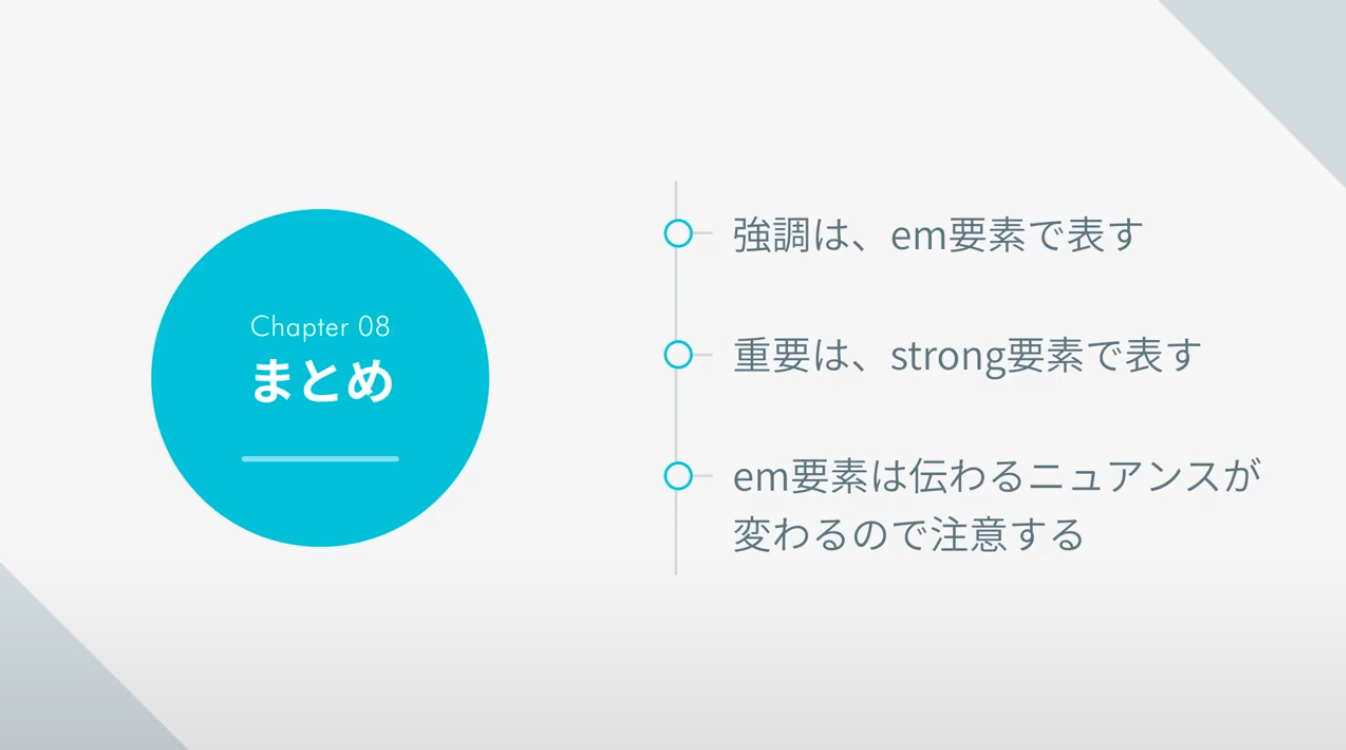 Chapter 08
まとめ
強調は、em要素で表す
重要は、strong要素で表す
em要素は伝わるニュアンスが
変わるので注意する